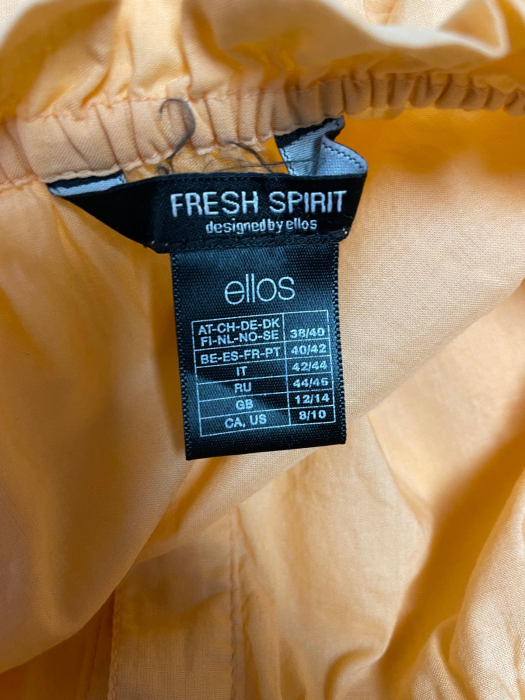 FRESH SPIRIT
designed by ellos
ellos
AT-CH-DE-DK
FI-NL-NO-SE 38/40
BE-ES-FR-PT 40/42
IT 42/44
RU 44/46
GB 12/14
CA, US 8/10